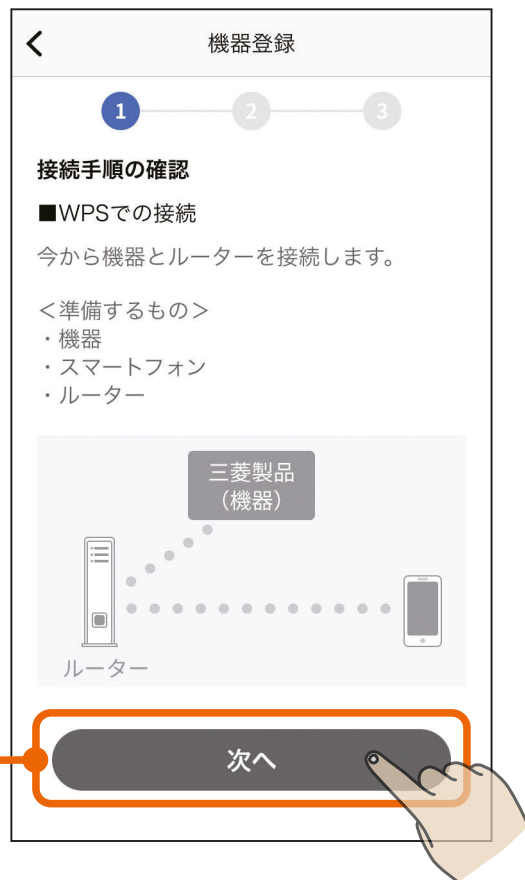 機器登録
1 2 3
接続手順の確認
■WPSでの接続
今から機器とルーターを接続します。
＜準備するもの＞
・機器
・スマートフォン
・ルーター
三菱製品
（機器）
ルーター
次へ